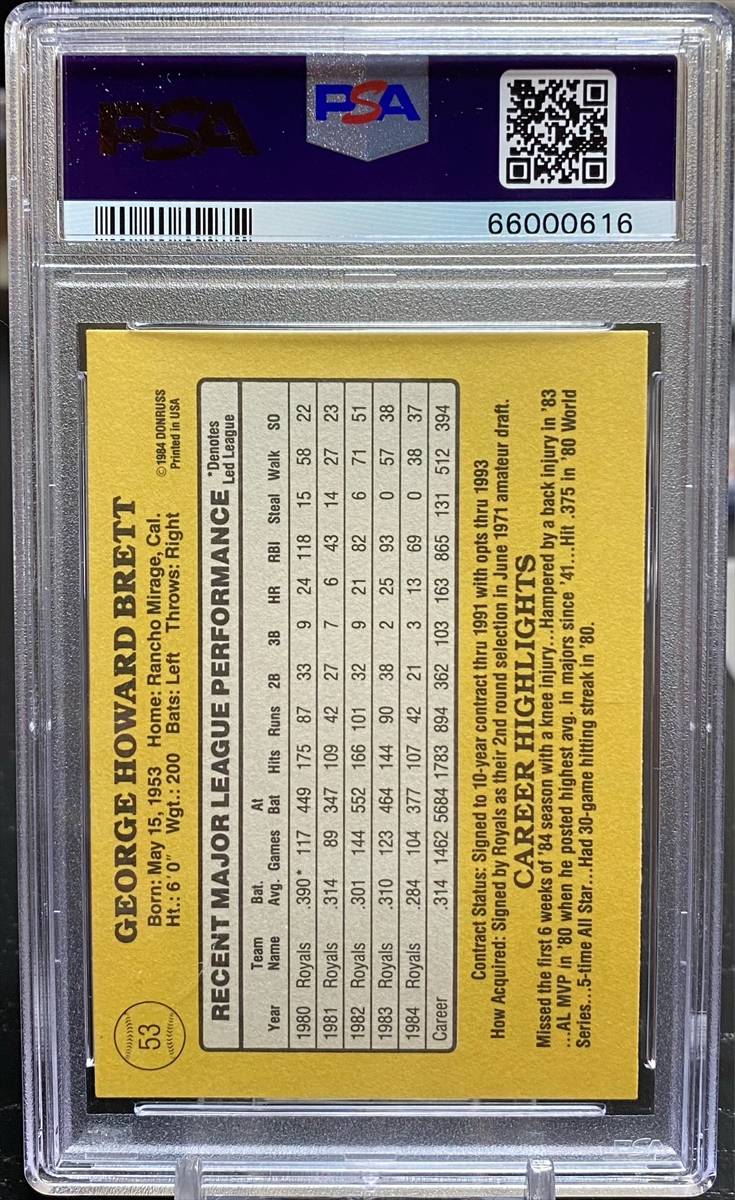 PSA
PSA
66000616
53
GEORGE HOWARD BRETT
Born: May 15, 1953 Home: Rancho Mirage, Cal.
Ht.: 6'0" Wgt.: 200 Bats: Left Throws: Right
©1984 DONRUSS
Printed in USA
RECENT MAJOR LEAGUE PERFORMANCE *Denotes Led League
Year Team Name Bat. Avg. Games At Bat Hits Runs 2B 3B HR RBI Steal Walk SO
1980 Royals .390* 117 449 175 87 33 9 24 118 15 58 22
1981 Royals .314 89 347 109 42 27 7 6 43 14 27 23
1982 Royals .301 144 552 166 101 32 9 21 82 6 71 51
1983 Royals .310 123 464 144 90 38 2 25 93 0 57 38
1984 Royals .284 104 377 107 42 21 3 13 69 0 38 37
Career .314 1462 5684 1783 894 362 103 163 865 131 512 394
Contract Status: Signed to 10-year contract thru 1991 with opts thru 1993
How Acquired: Signed by Royals as their 2nd round selection in June 1971 amateur draft.
CAREER HIGHLIGHTS
Missed the first 6 weeks of '84 season with a knee injury...Hampered by a back injury in '83
...AL MVP in '80 when he posted highest avg. in majors since '41...Hit .375 in '80 World
Series...5-time All Star...Had 30-game hitting streak in '80.
PSA